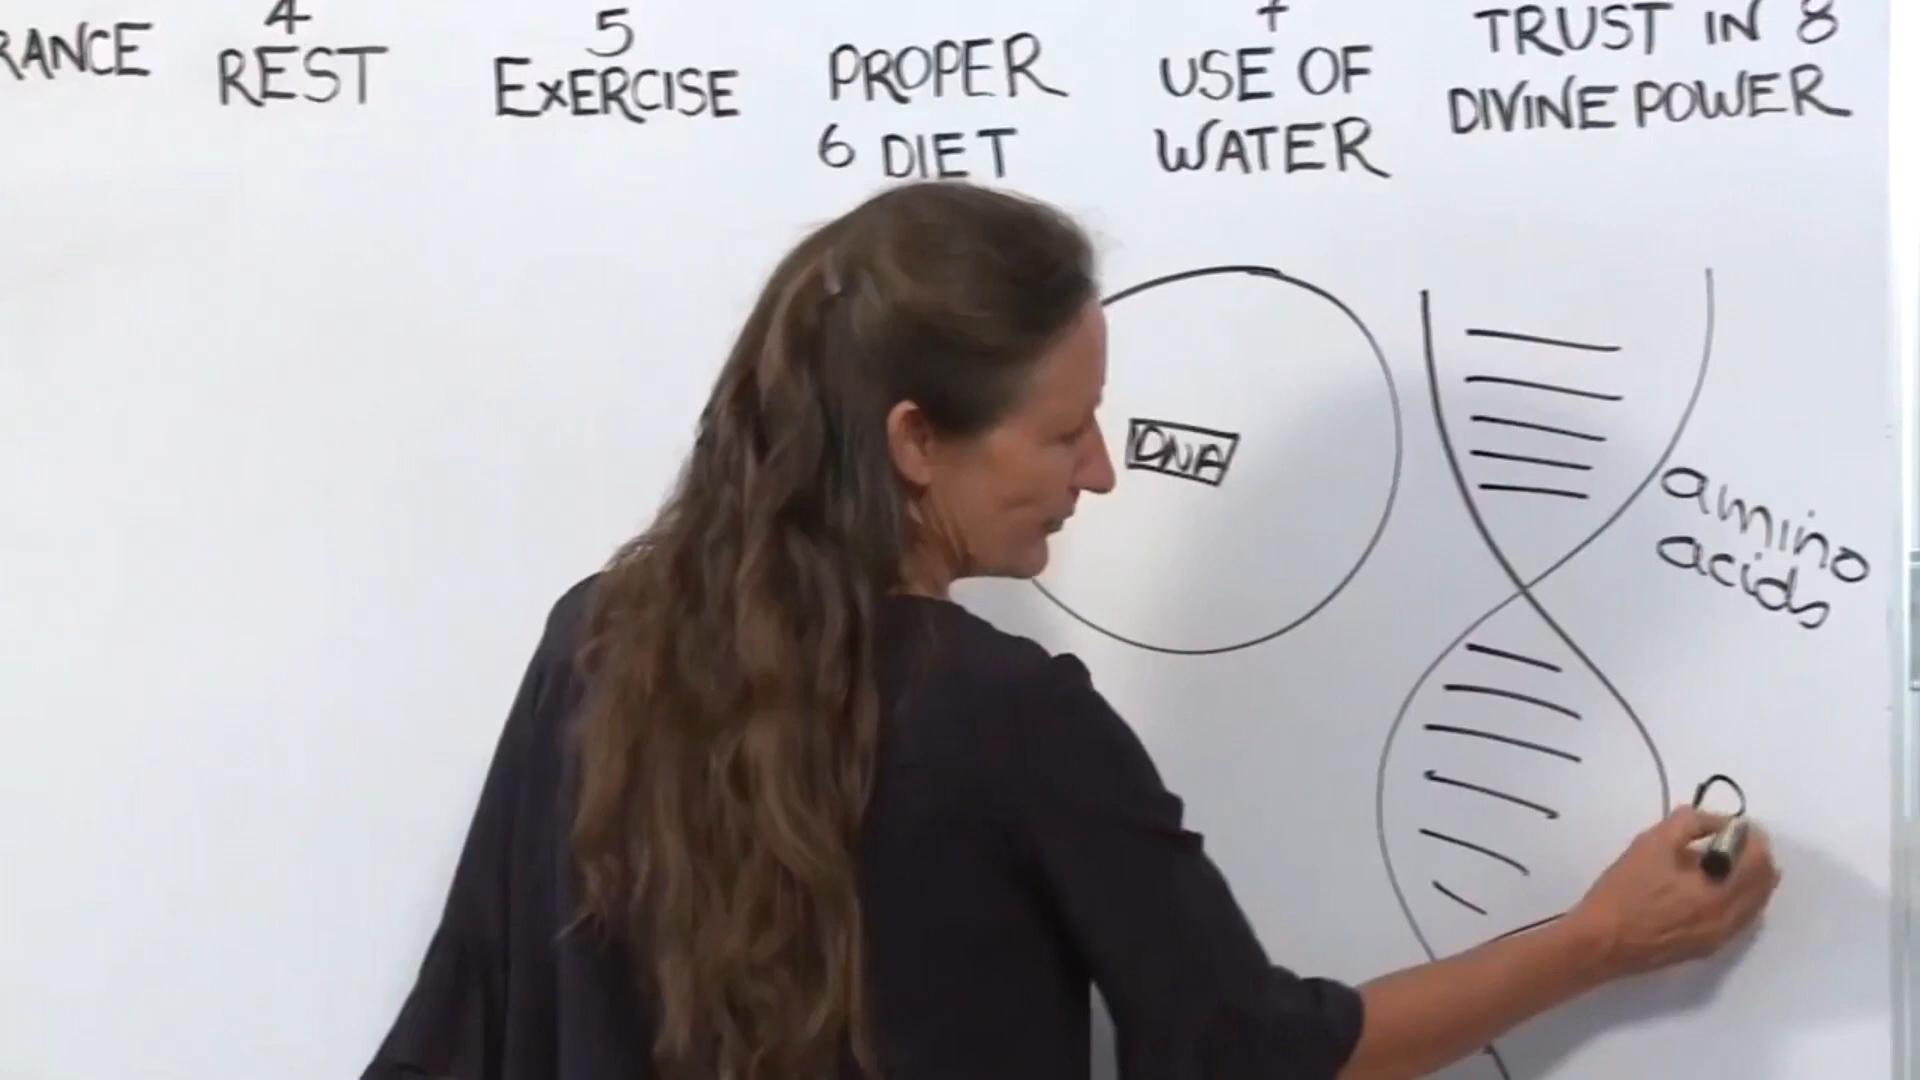 RANCE
4
REST
5
EXERCISE
PROPER
6 DIET
7
USE OF
WATER
TRUST IN 8
DIVINE POWER
DNA
amino
acids